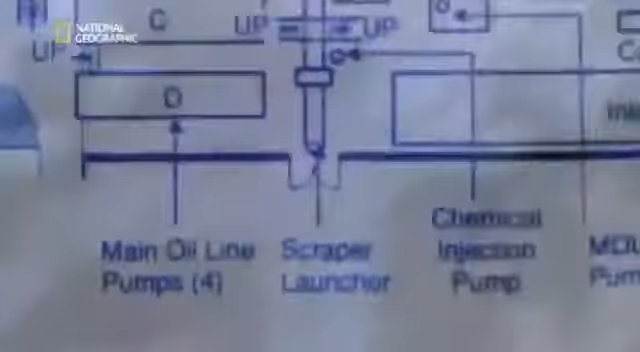 NATIONAL
GEOGRAPHIC
C
UP
UP
UP
D
Main Oil Line
Pumps (4)
Scraper
Launcher
Chemical
Injection
Pump